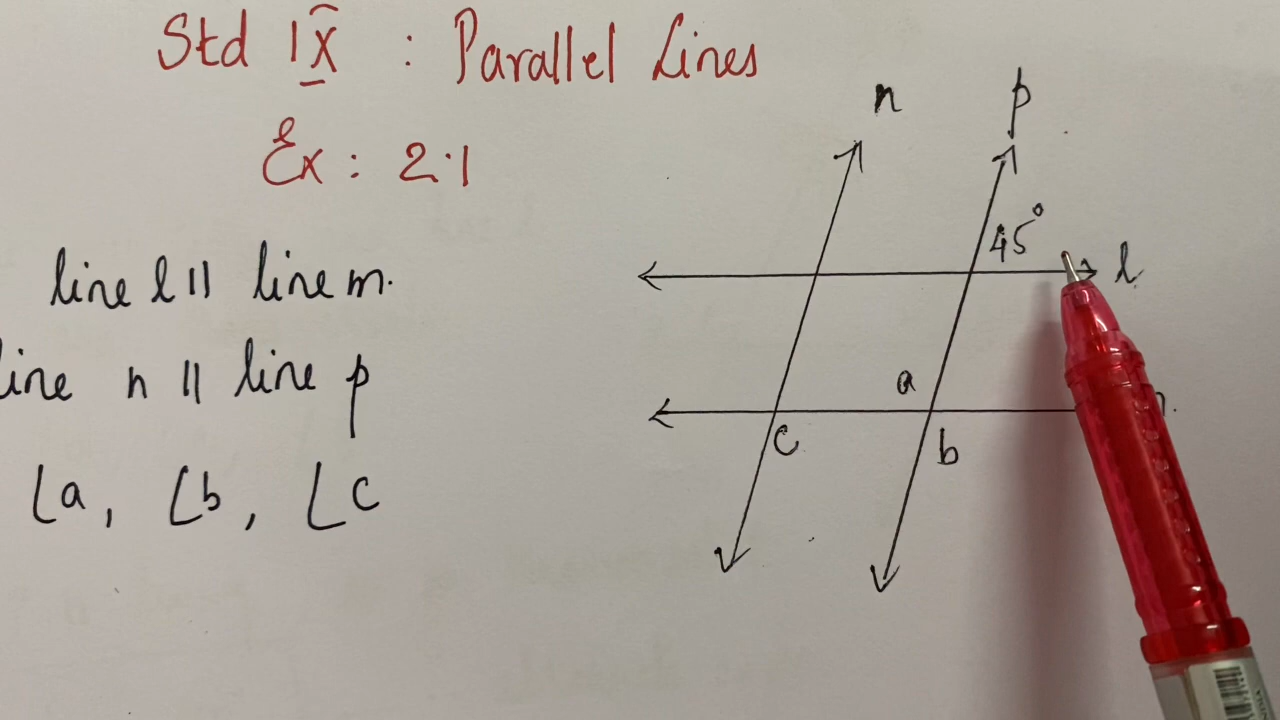 Std IX : Parallel Lines
Ex : 2.1
line l || line m.
line n || line p
∠a, ∠b, ∠c
n
p
45°
l
a
c
b